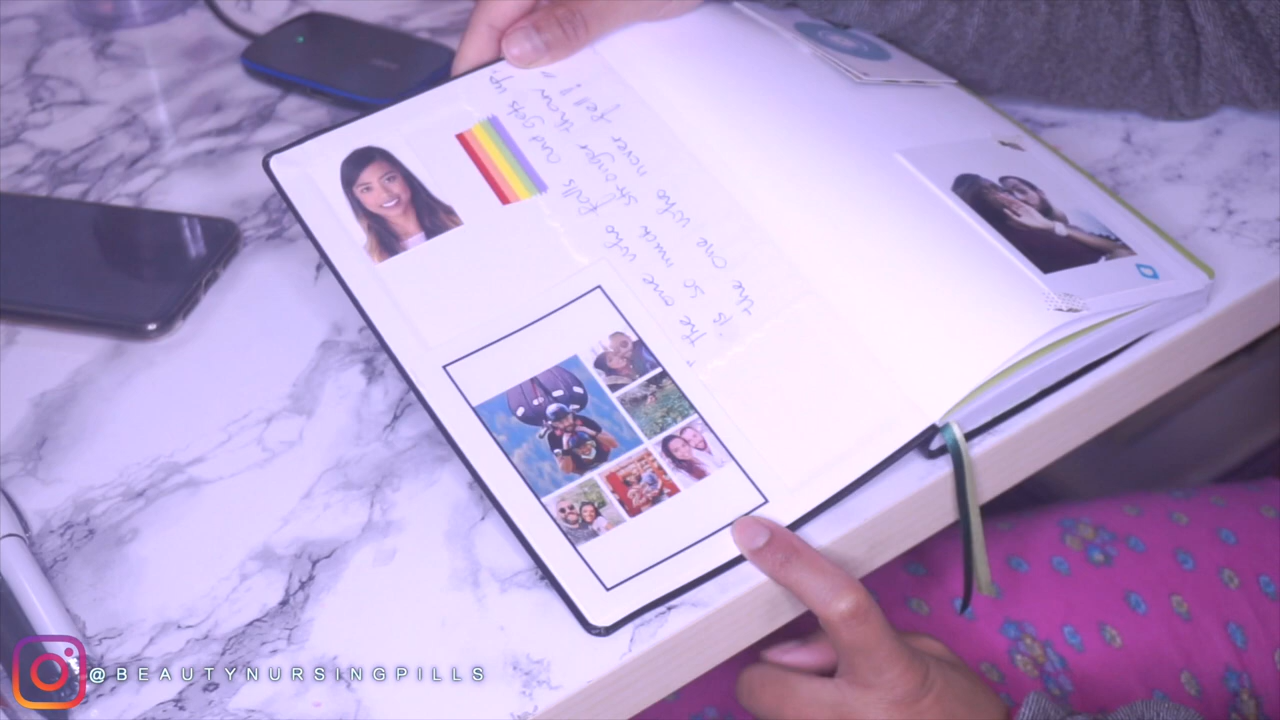 "The one who falls and gets up,
is so much stronger than
the one who never fell!"
@BEAUTYNURSINGPILLS